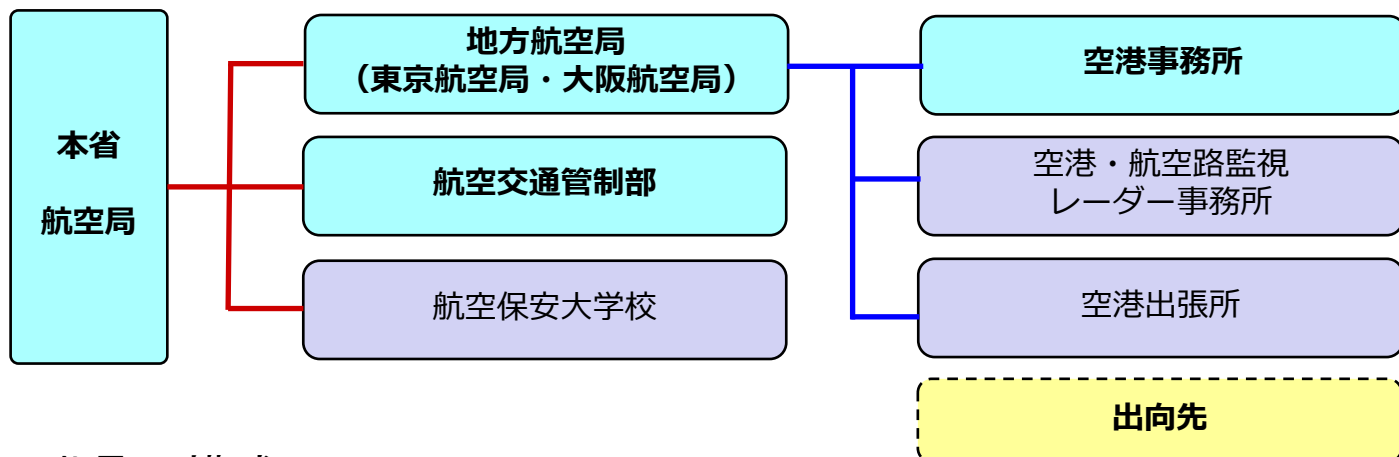 本省
航空局
地方航空局
（東京航空局・大阪航空局）
航空交通管制部
航空保安大学校
空港事務所
空港・航空路監視
レーダー事務所
空港出張所
出向先